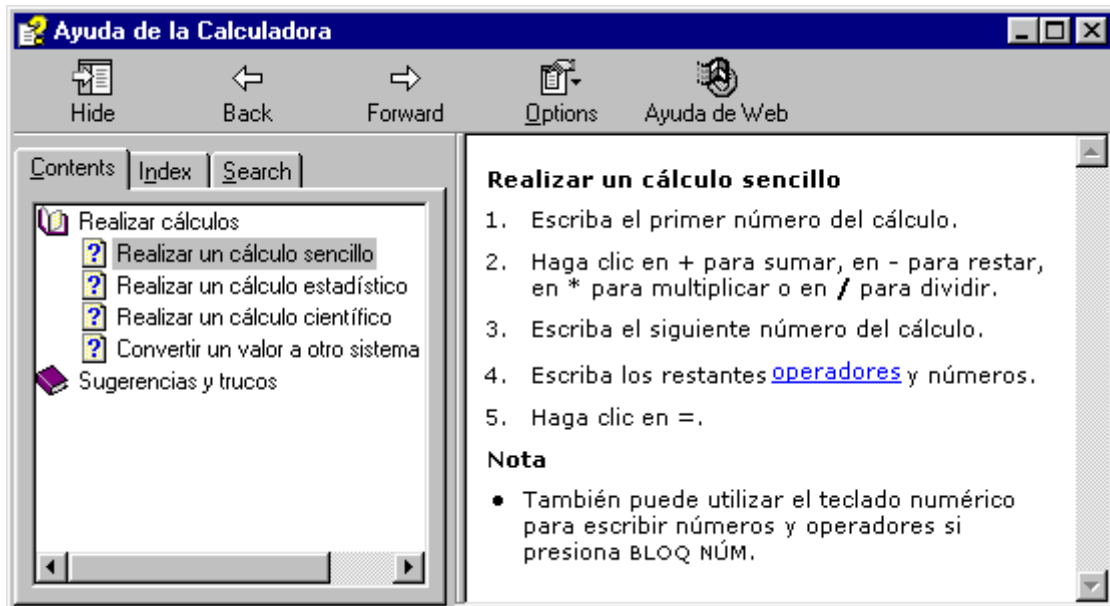 Ayuda de la Calculadora
Hide Back Forward Options Ayuda de Web
Contents Index Search
Realizar cálculos
Realizar un cálculo sencillo
Realizar un cálculo estadístico
Realizar un cálculo científico
Convertir un valor a otro sistema
Sugerencias y trucos
Realizar un cálculo sencillo
1. Escriba el primer número del cálculo.
2. Haga clic en + para sumar, en - para restar,
en * para multiplicar o en / para dividir.
3. Escriba el siguiente número del cálculo.
4. Escriba los restantes operadores y números.
5. Haga clic en =.
Nota
• También puede utilizar el teclado numérico
para escribir números y operadores si
presiona BLOQ NÚM.